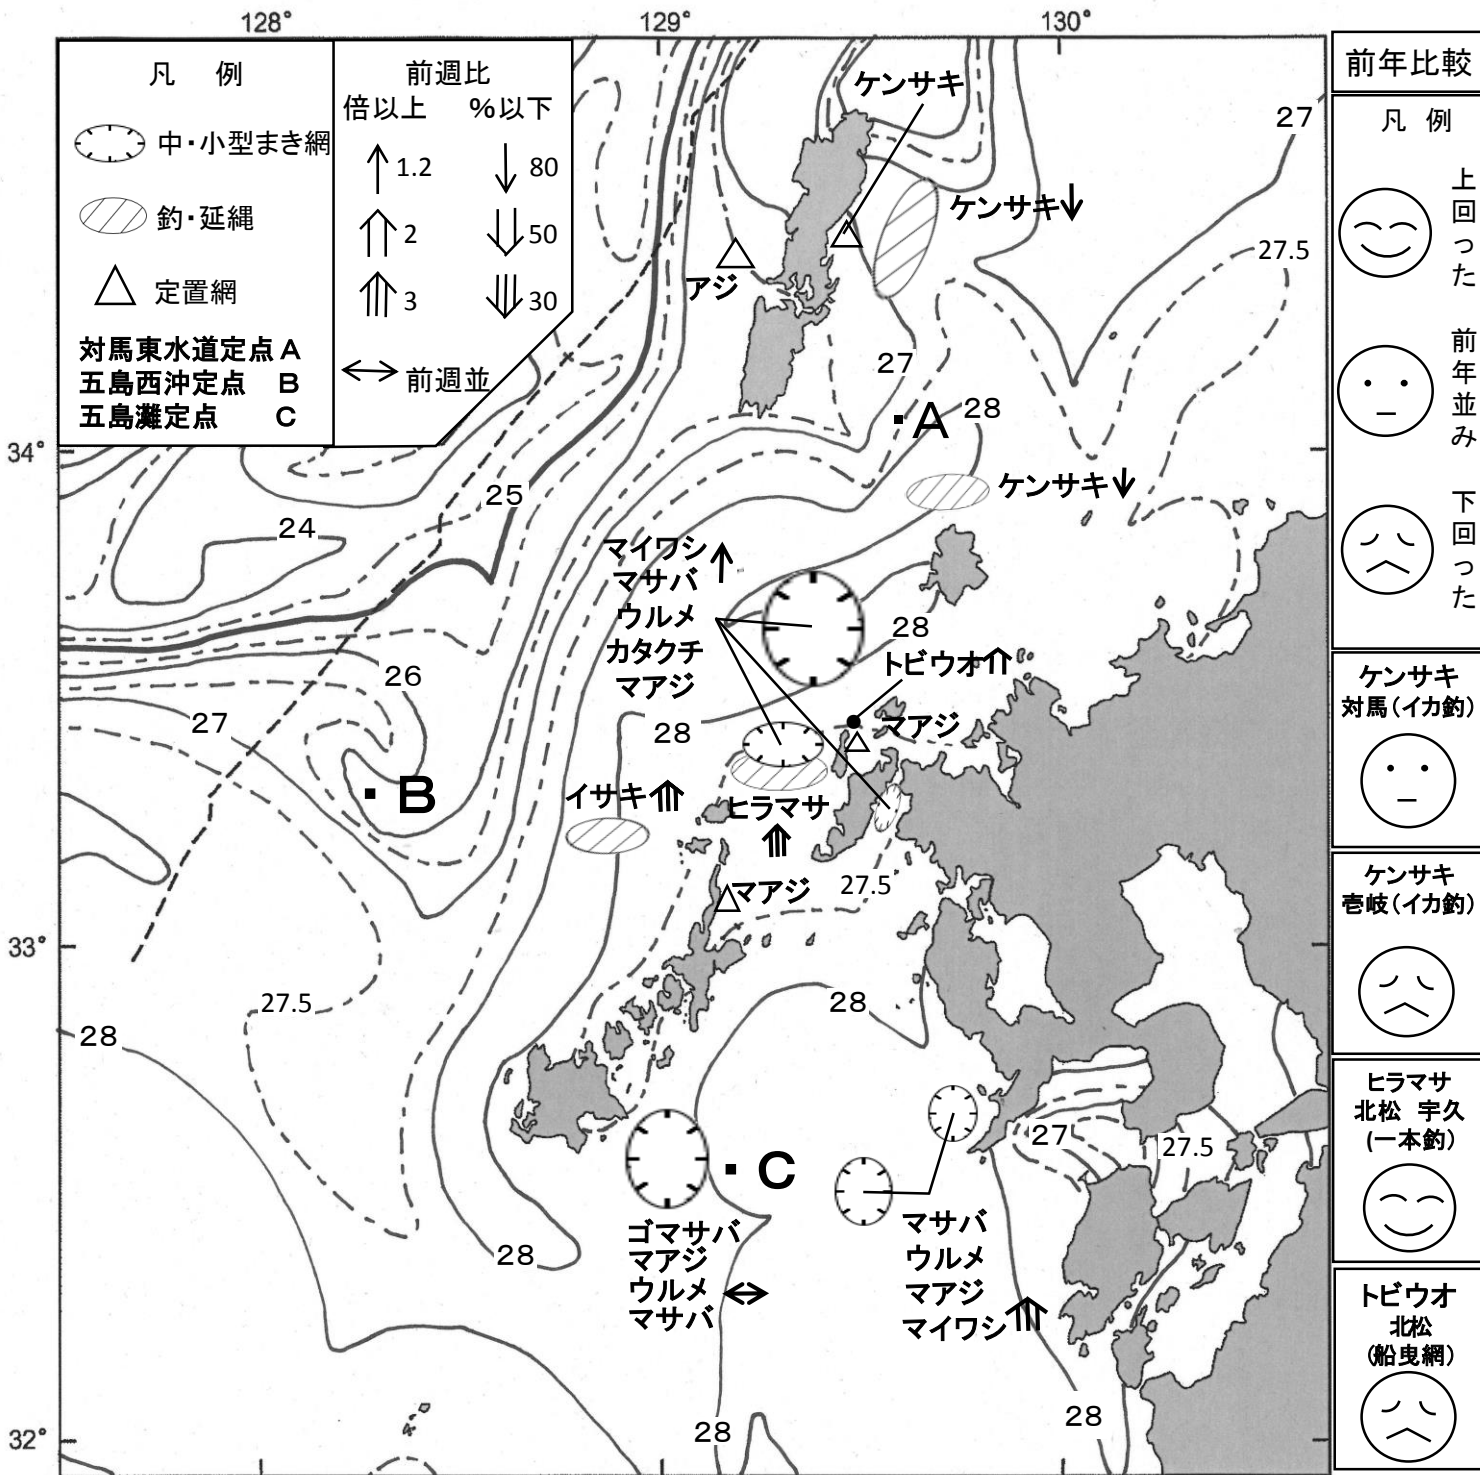 128°
129°
130°
凡 例
中・小型まき網
釣・延縄
定置網
対馬東水道定点 A
五島西沖定点 B
五島灘定点 C
前週比
倍以上 %以下
↑ 1.2 ↓ 80
2 50
3 30
↔ 前週並
34°
33°
32°
ケンサキ
ケンサキ↓
アジ
27
27.5
27
A
28
ケンサキ↓
25
24
マイワシ
マサバ
ウルメ
カタクチ
マアジ
↑
28
トビウオ
26
27
28
マアジ
B
イサキ
ヒラマサ
27.5
マアジ
27.5
28
28
27
27.5
C
ゴマサバ
マアジ
ウルメ
マサバ
↔
28
マサバ
ウルメ
マアジ
マイワシ
28
28
前年比較
凡 例
上回った
前年並み
下回った
ケンサキ
対馬(イカ釣)
ケンサキ
壱岐(イカ釣)
ヒラマサ
北松 宇久
(一本釣)
トビウオ
北松
(船曳網)